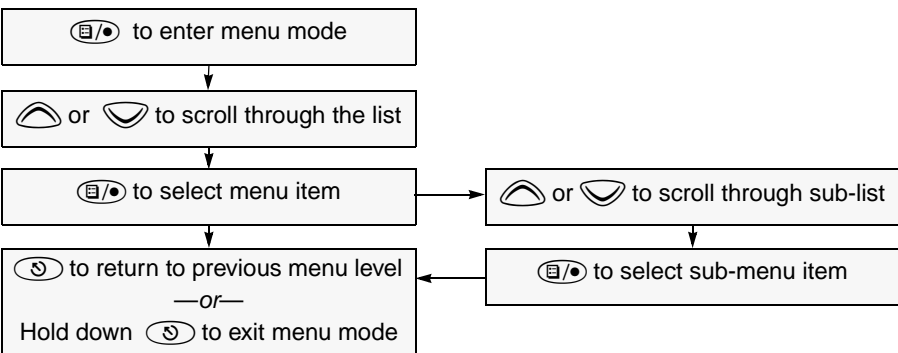 to enter menu mode
or to scroll through the list
to select menu item
or to scroll through sub-list
to select sub-menu item
to return to previous menu level
—or—
Hold down to exit menu mode